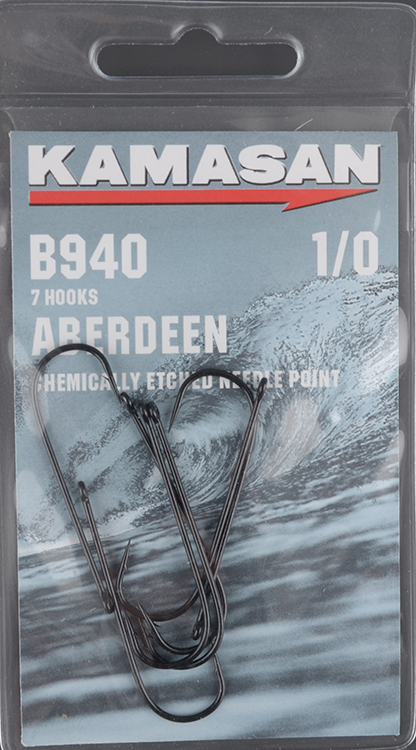 KAMASAN
B940 1/0
7 HOOKS
ABERDEEN
CHEMICALLY ETCHED NEEDLE POINT